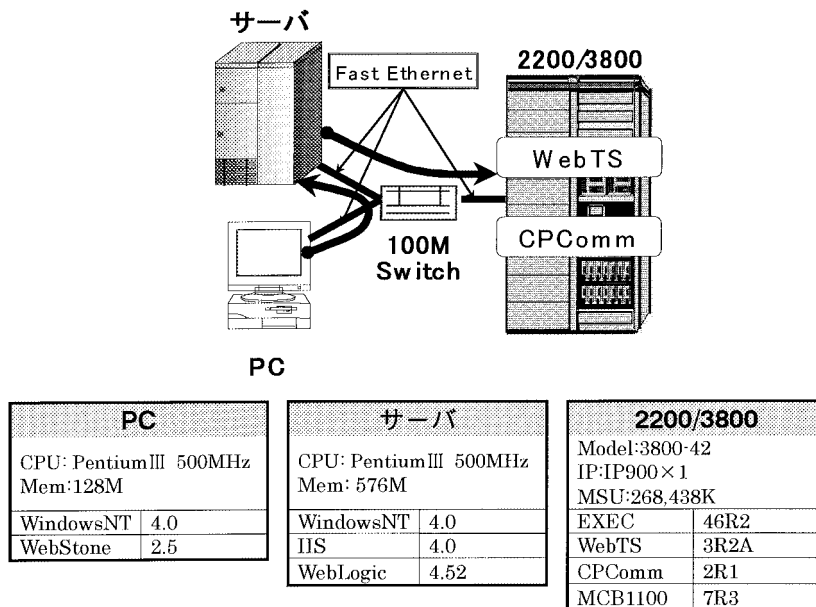 サーバ
Fast Ethernet
2200/3800
WebTS
CPComm
100M
Switch
PC
PC
CPU: PentiumⅢ 500MHz
Mem:128M
WindowsNT 4.0
WebStone 2.5
サーバ
CPU: PentiumⅢ 500MHz
Mem: 576M
WindowsNT 4.0
IIS 4.0
WebLogic 4.52
2200/3800
Model:3800-42
IP:IP900×1
MSU:268,438K
EXEC 46R2
WebTS 3R2A
CPComm 2R1
MCB1100 7R3